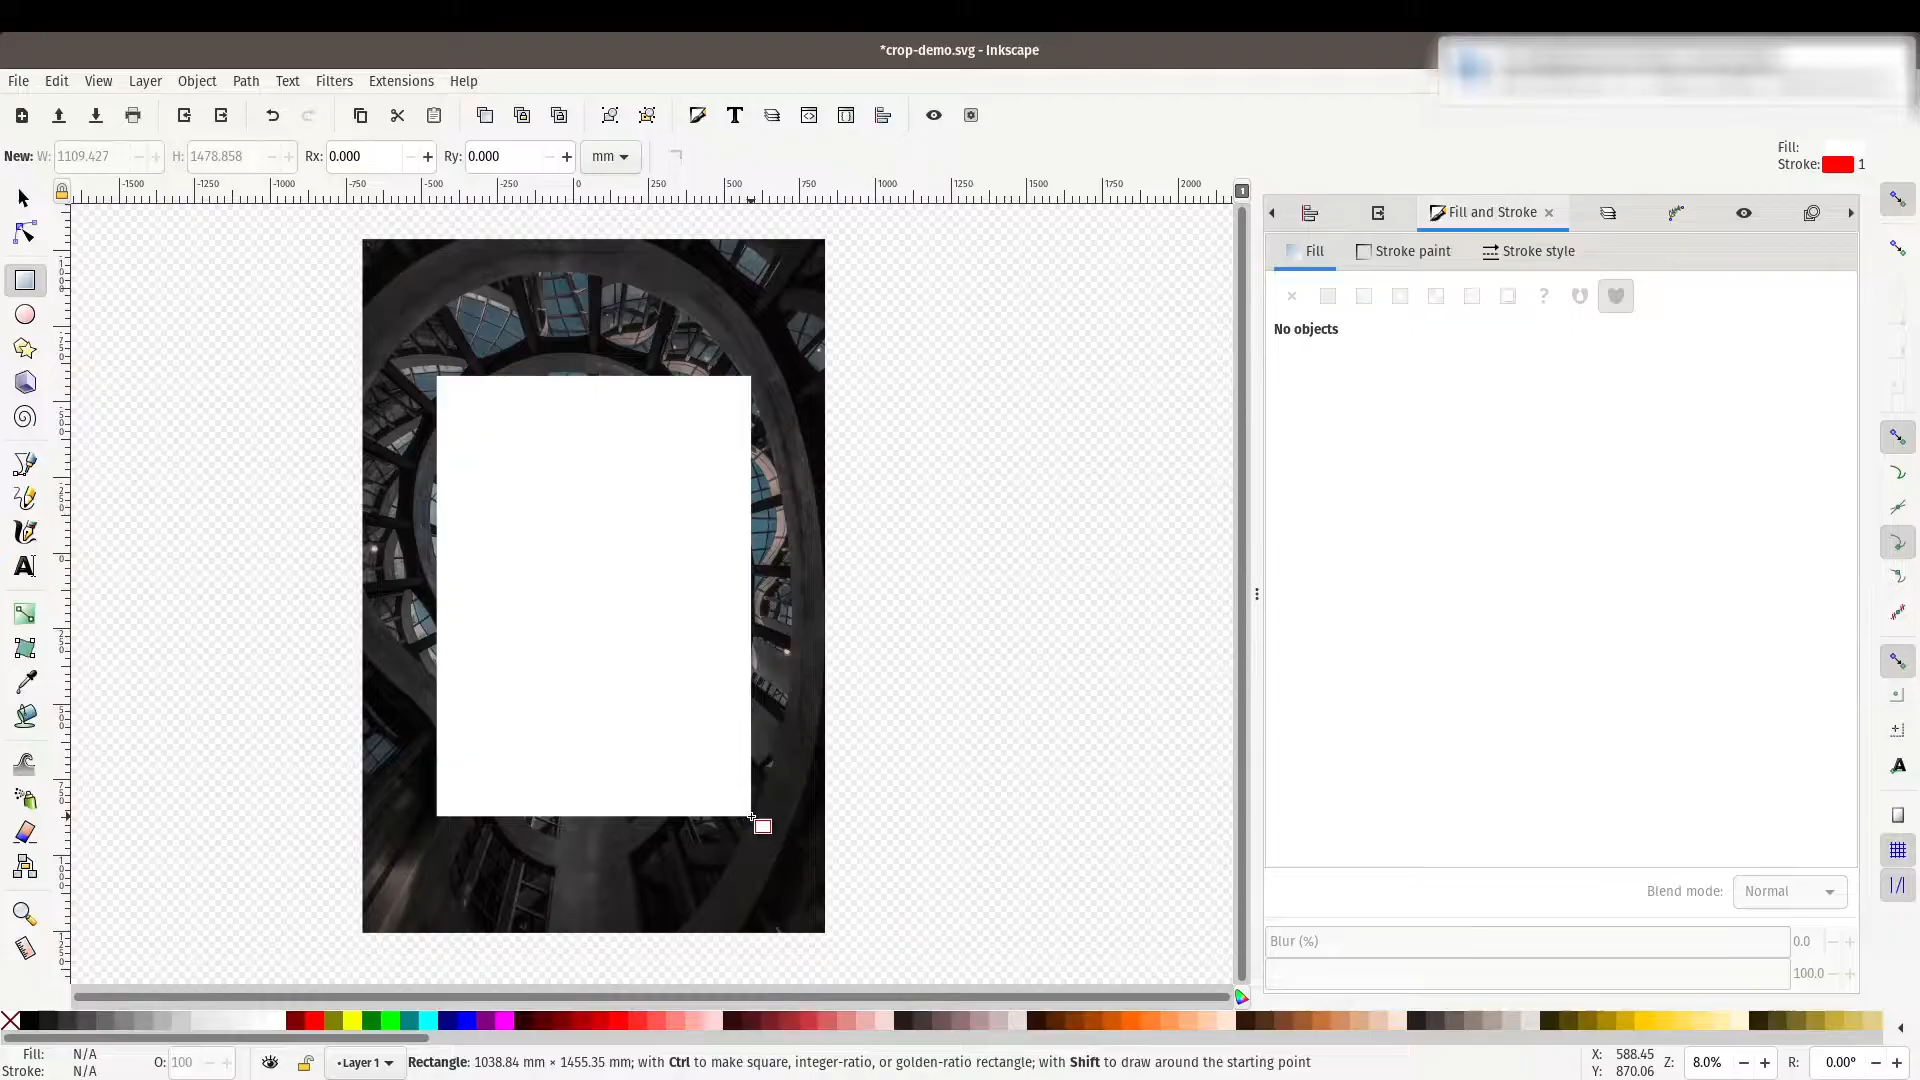 *crop-demo.svg - Inkscape
File Edit View Layer Object Path Text Filters Extensions Help
New: W: 1109.427 H: 1478.858 Rx: 0.000 Ry: 0.000 mm
Fill:
Stroke: 1
-1500 -1250 -1000 -750 -500 -250 0 250 500 750 1000 1250 1500 1750 2000
1
Fill and Stroke
Fill Stroke paint Stroke style
No objects
Blend mode: Normal
Blur (%) 0.0
100.0
Fill: N/A
Stroke: N/A
O: 100
•Layer 1
Rectangle: 1038.84 mm × 1455.35 mm; with Ctrl to make square, integer-ratio, or golden-ratio rectangle; with Shift to draw around the starting point
X: 588.45
Y: 870.06
Z: 8.0%
R: 0.00°